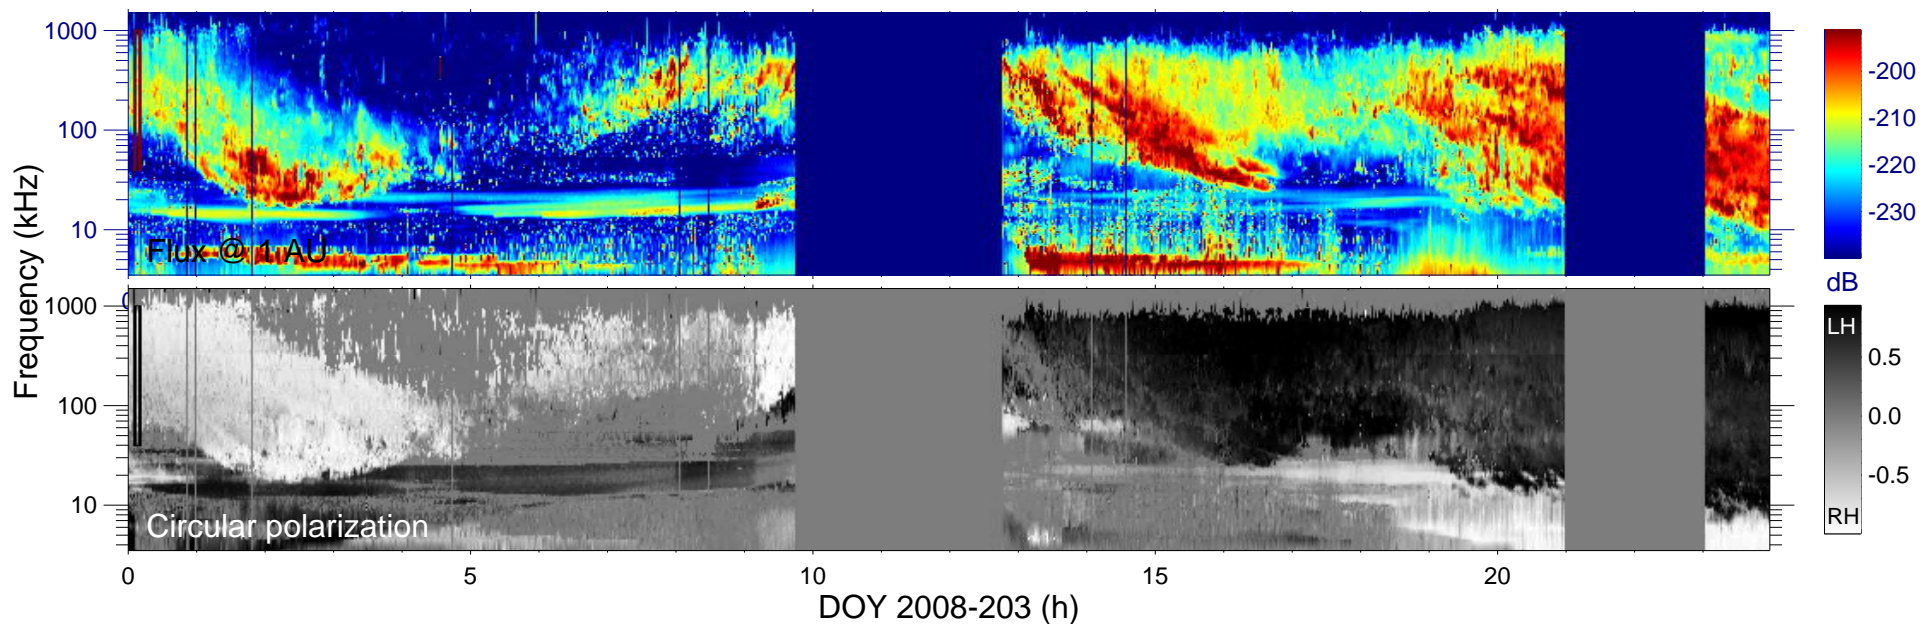 1000
100
10
Flux @ 1 AU
-200
-210
-220
-230
dB
Frequency (kHz)
0
1000
100
10
Circular polarization
LH
0.5
0.0
-0.5
RH
0
5
10
15
20
DOY 2008-203 (h)